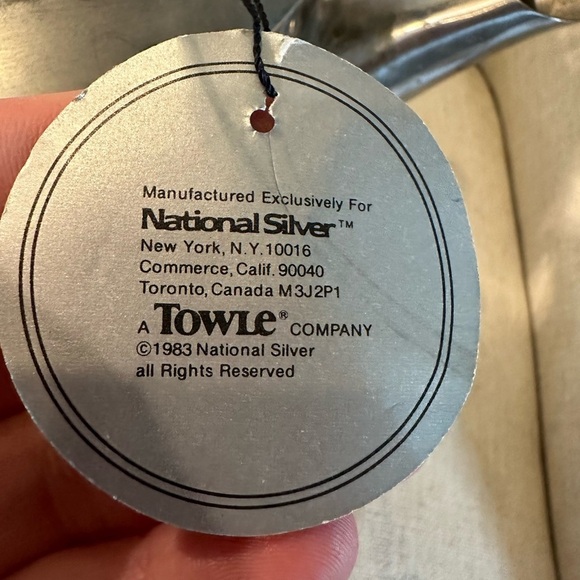 Manufactured Exclusively For
National Silver™
New York, N.Y. 10016
Commerce, Calif. 90040
Toronto, Canada M3J2P1
A TOWLE® COMPANY
©1983 National Silver
all Rights Reserved